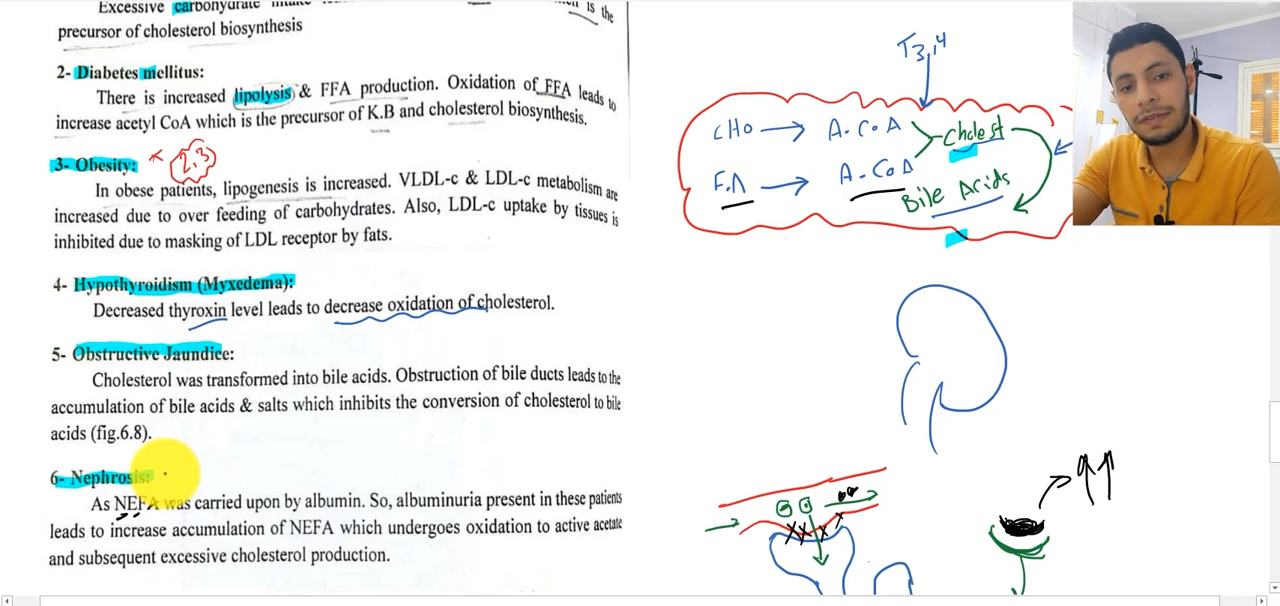 Excessive carbohydrate intake is the
precursor of cholesterol biosynthesis
2- Diabetes mellitus:
There is increased lipolysis & FFA production. Oxidation of FFA leads to
increase acetyl CoA which is the precursor of K.B and cholesterol biosynthesis.
3- Obesity: * 2,3
In obese patients, lipogenesis is increased. VLDL-c & LDL-c metabolism are
increased due to over feeding of carbohydrates. Also, LDL-c uptake by tissues is
inhibited due to masking of LDL receptor by fats.
4- Hypothyroidism (Myxedema):
Decreased thyroxin level leads to decrease oxidation of cholesterol.
5- Obstructive Jaundice:
Cholesterol was transformed into bile acids. Obstruction of bile ducts leads to the
accumulation of bile acids & salts which inhibits the conversion of cholesterol to bile
acids (fig.6.8).
6- Nephrosis:
As NEFA was carried upon by albumin. So, albuminuria present in these patients
leads to increase accumulation of NEFA which undergoes oxidation to active acetate
and subsequent excessive cholesterol production.
T3,4
CHO → A.CoA
Cholest
F.A → A.CoA
Bile Acids